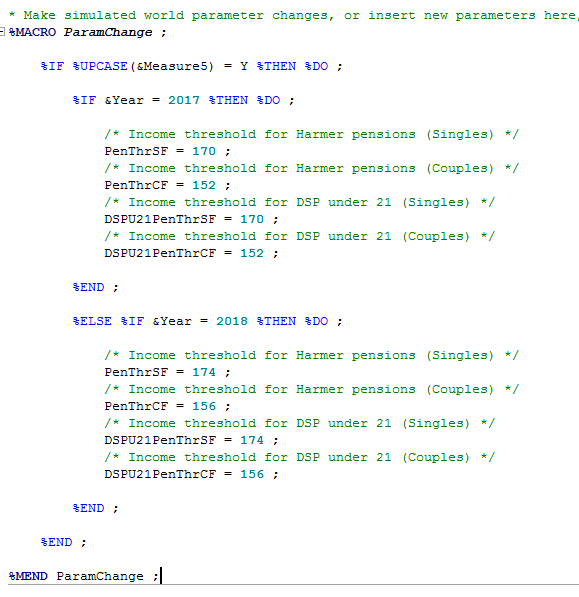 * Make simulated world parameter changes, or insert new parameters here,
%MACRO ParamChange ;
%IF %UPCASE(&Measure5) = Y %THEN %DO ;
%IF &Year = 2017 %THEN %DO ;
/* Income threshold for Harmer pensions (Singles) */
PenThrSF = 170 ;
/* Income threshold for Harmer pensions (Couples) */
PenThrCF = 152 ;
/* Income threshold for DSP under 21 (Singles) */
DSPU21PenThrSF = 170 ;
/* Income threshold for DSP under 21 (Couples) */
DSPU21PenThrCF = 152 ;
%END ;
%ELSE %IF &Year = 2018 %THEN %DO ;
/* Income threshold for Harmer pensions (Singles) */
PenThrSF = 174 ;
/* Income threshold for Harmer pensions (Couples) */
PenThrCF = 156 ;
/* Income threshold for DSP under 21 (Singles) */
DSPU21PenThrSF = 174 ;
/* Income threshold for DSP under 21 (Couples) */
DSPU21PenThrCF = 156 ;
%END ;
%END ;
%MEND ParamChange ;